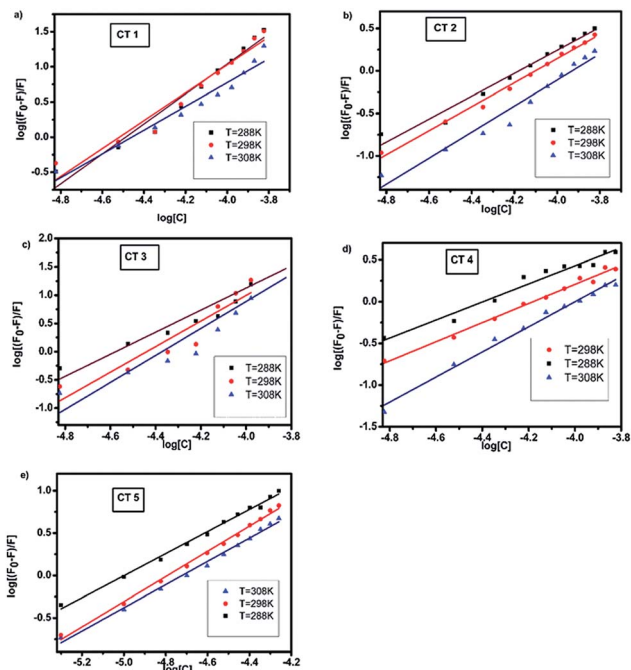 a)
CT 1
log[(F0-F)/F]
1.5
1.0
0.5
0.0
-0.5
T=288K
T=298K
T=308K
-4.8 -4.6 -4.4 -4.2 -4.0 -3.8
log[C]
b)
CT 2
log[(F0-F)/F]
0.5
0.0
-0.5
-1.0
T=288K
T=298K
T=308K
-4.8 -4.6 -4.4 -4.2 -4.0 -3.8
log[C]
c)
CT 3
log[(F0-F)/F]
2.0
1.5
1.0
0.5
0.0
-0.5
-1.0
T=288K
T=298K
T=308K
-4.8 -4.6 -4.4 -4.2 -4.0 -3.8
log[C]
d)
CT 4
log[(F0-F)/F]
0.5
0.0
-0.5
-1.0
-1.5
T=298K
T=288K
T=308K
-4.8 -4.6 -4.4 -4.2 -4.0 -3.8
log[C]
e)
CT 5
log[(F0-F)/F]
1.0
0.5
0.0
-0.5
T=308K
T=298K
T=288K
-5.2 -5.0 -4.8 -4.6 -4.4 -4.2
log[C]